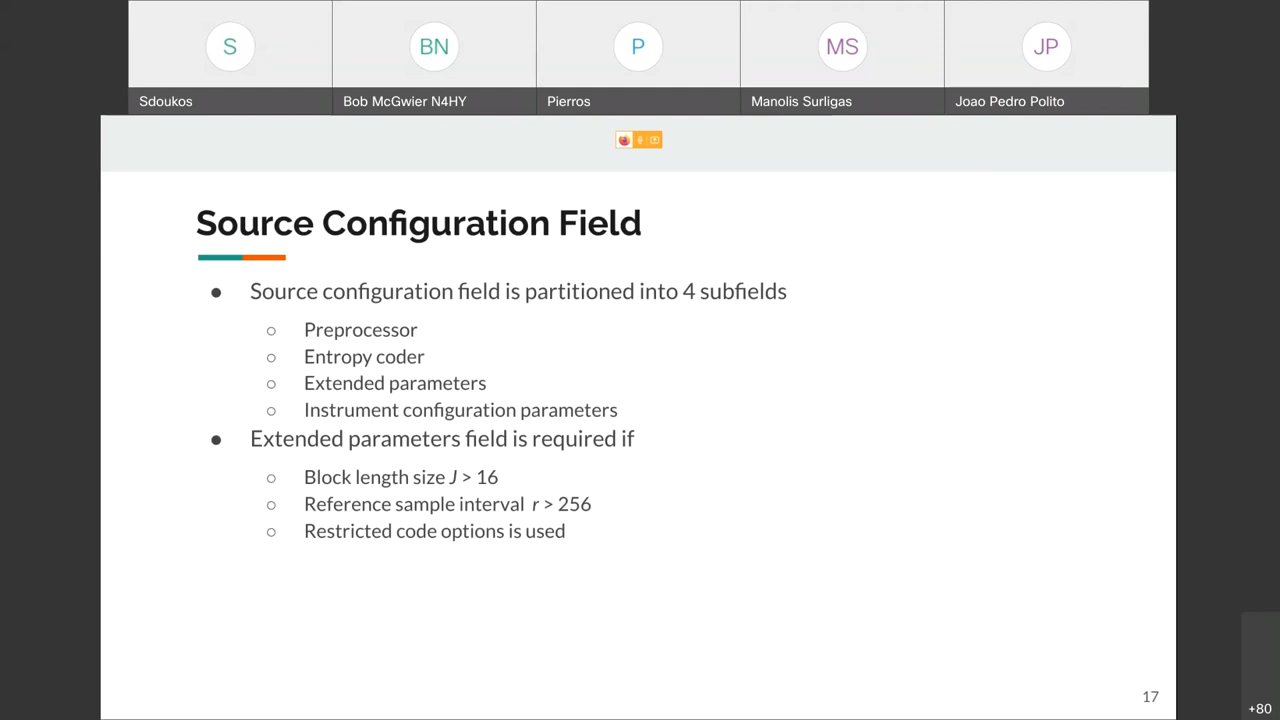 S
BN
P
MS
JP
Sdoukos
Bob McGwier N4HY
Pierros
Manolis Surligas
Joao Pedro Polito
Source Configuration Field
● Source configuration field is partitioned into 4 subfields
○ Preprocessor
○ Entropy coder
○ Extended parameters
○ Instrument configuration parameters
● Extended parameters field is required if
○ Block length size J > 16
○ Reference sample interval r > 256
○ Restricted code options is used
17
+80